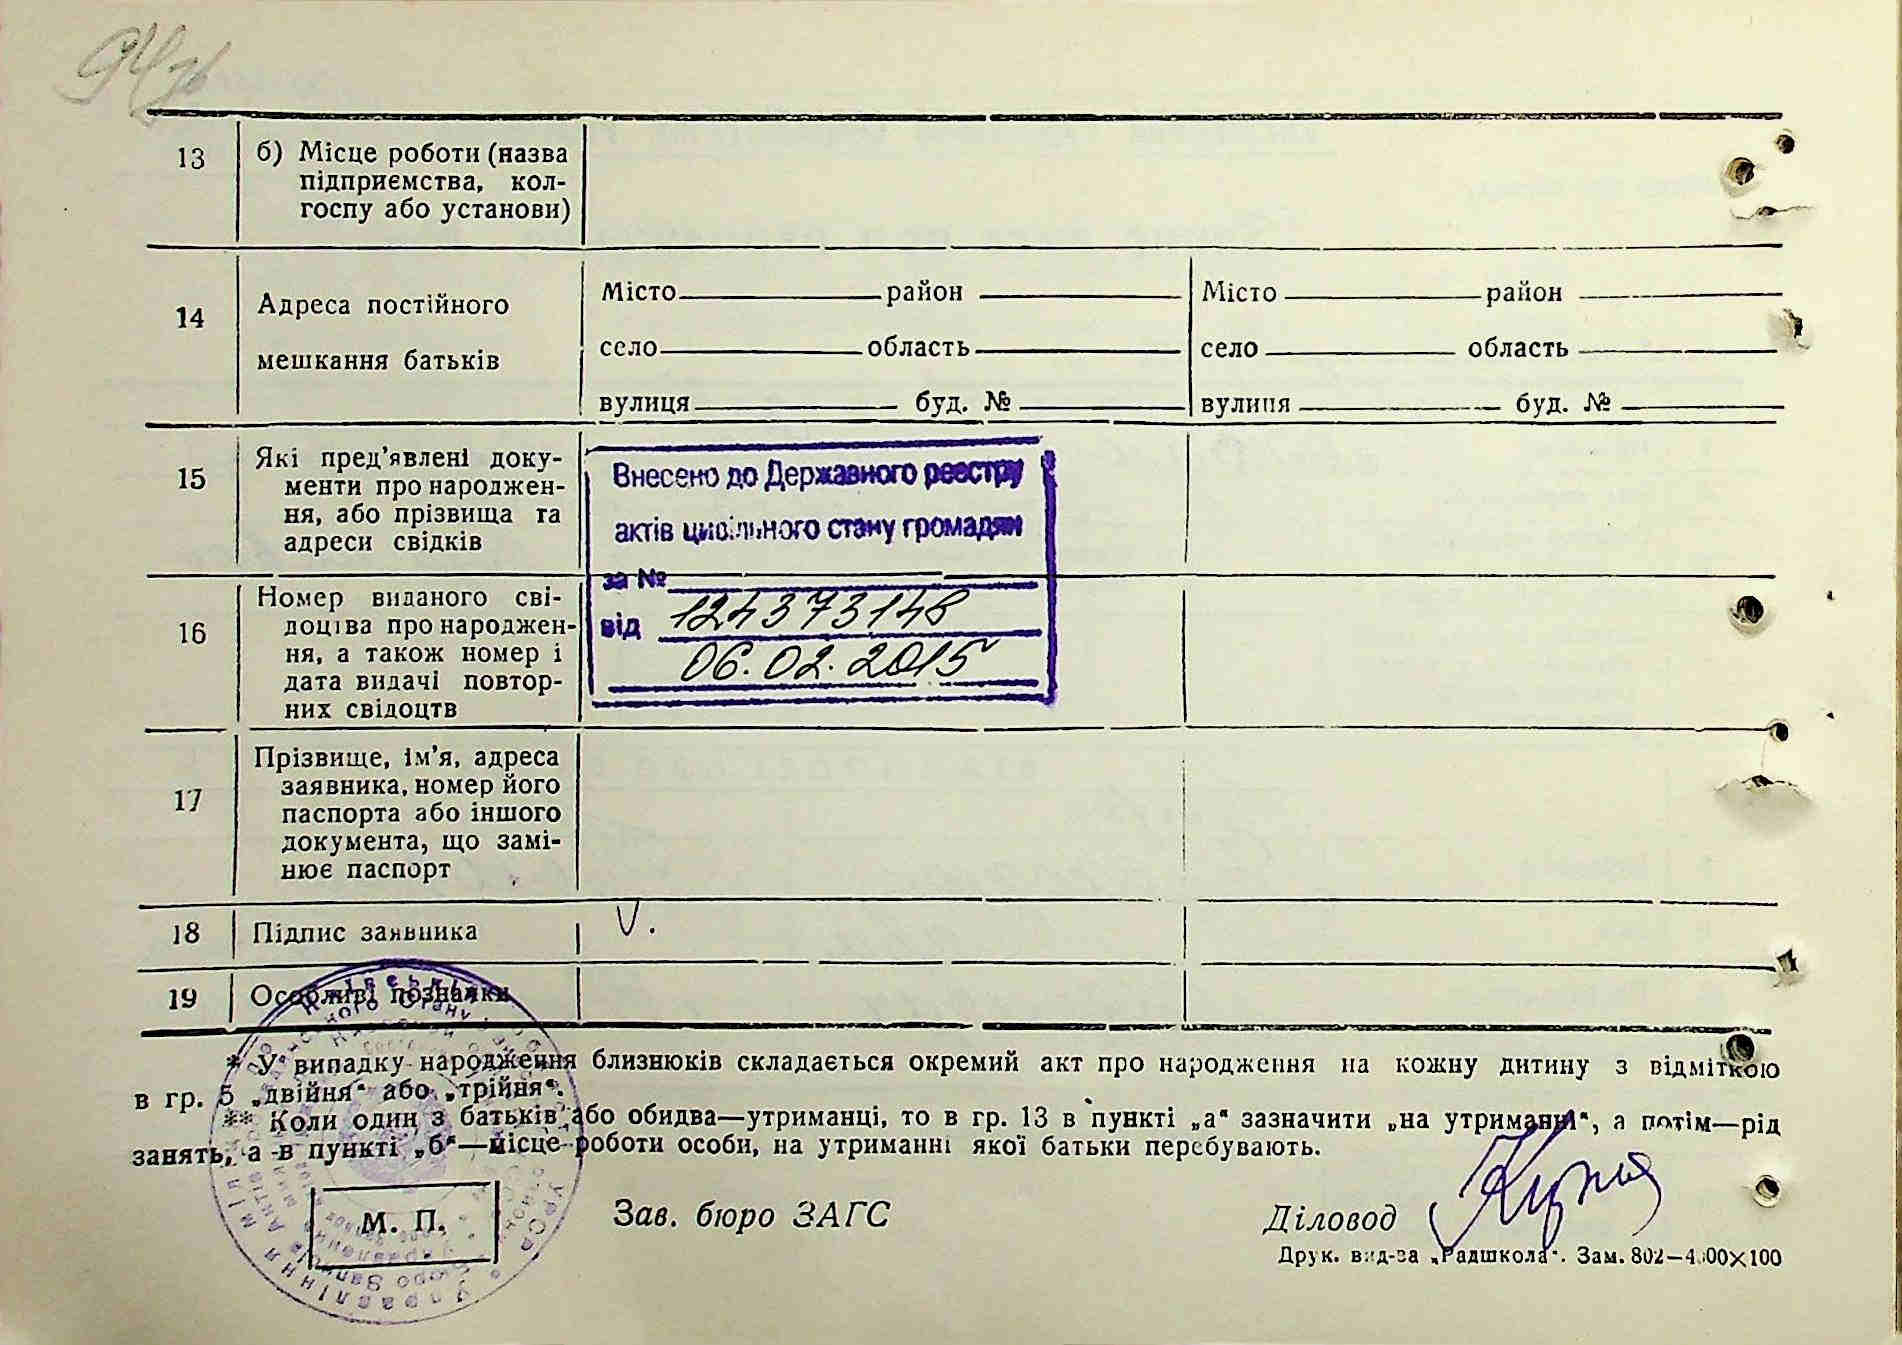 13
б) Місце роботи (назва
підприємства, кол-
госпу або установи)
14
Адреса постійного
мешкання батьків
Місто район
село область
вулиця буд. №
Місто район
село область
вулиця буд. №
15
Які пред'явлені доку-
менти про народжен-
ня, або прізвища та
адреси свідків
Внесено до Державного реєстру
актів цивільного стану громадян
за №
124373148
від
06.02.2015
16
Номер виданого сві-
доцтва про народжен-
ня, а також номер і
дата видачі повтор-
них свідоцтв
17
Прізвище, ім'я, адреса
заявника, номер його
паспорта або іншого
документа, що замі-
нює паспорт
18
Підпис заявника
V.
19
Особливі познаяки
* У випадку народження близнюків складається окремий акт про народження на кожну дитину з відміткою
в гр. 5 „двійня“ або „трійня“.
** Коли один з батьків або обидва—утриманці, то в гр. 13 в пункті „а“ зазначити „на утриманні“, а потім—рід
занять, а в пункті „б“—місце роботи особи, на утриманні якої батьки перебувають.
М. П.
Зав. бюро ЗАГС
Діловод
Друк. вид-ва „Радшкола“. Зам. 802—